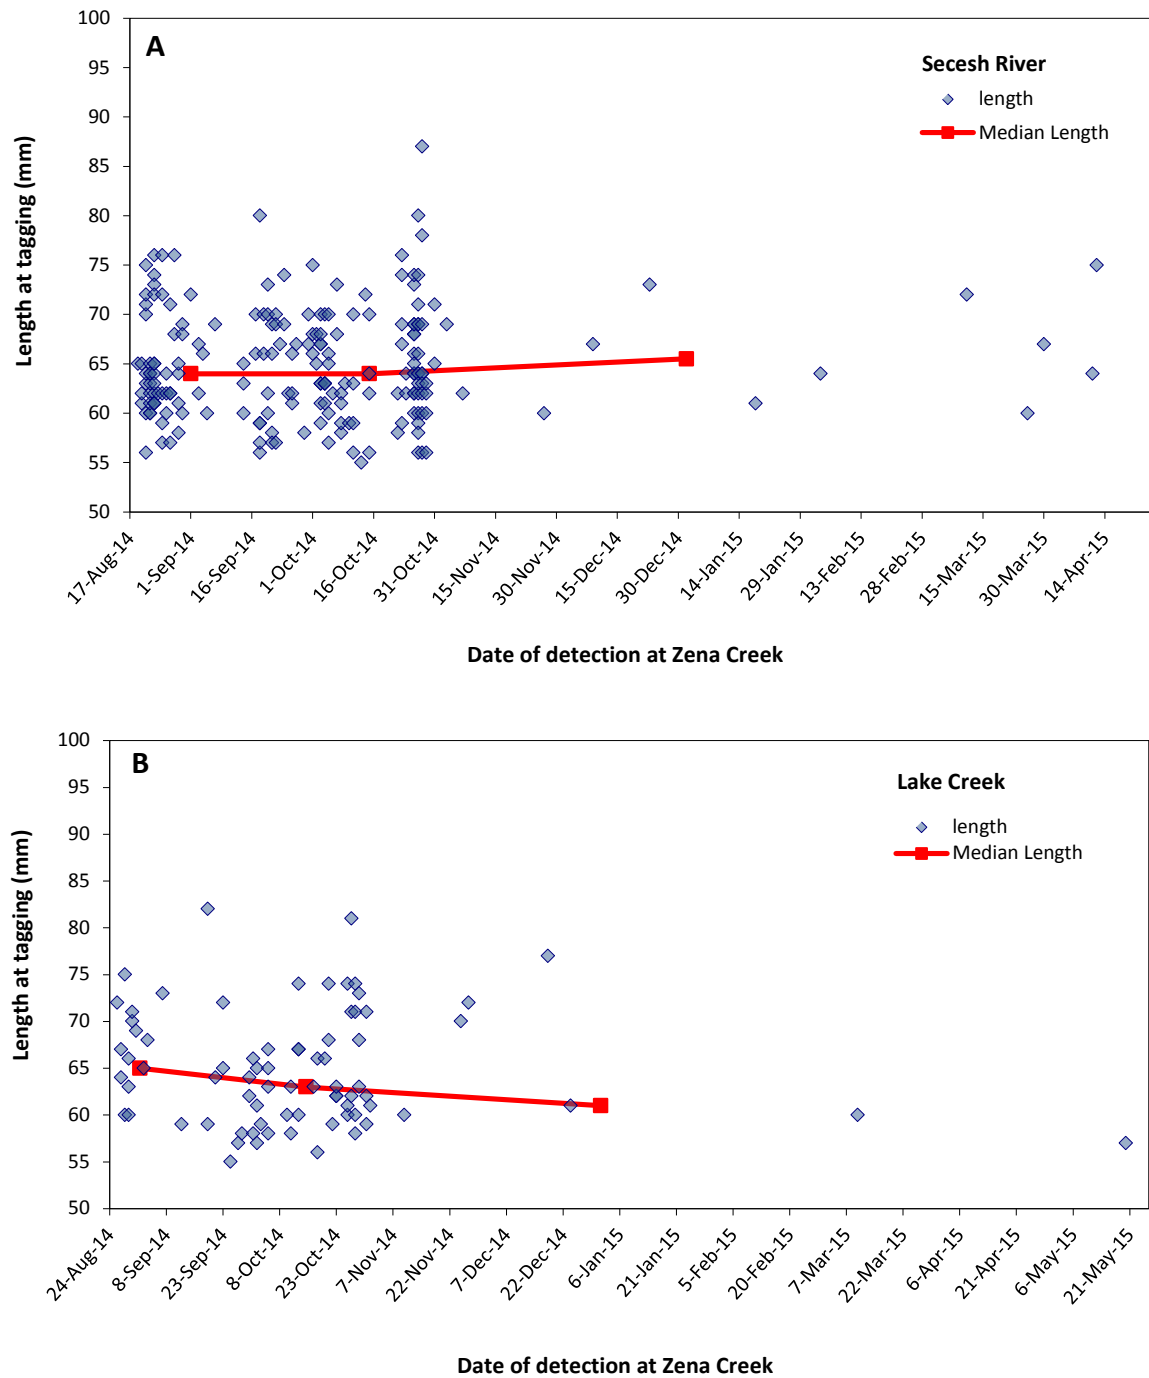 A
Secesh River
length
Median Length
Length at tagging (mm)
100
95
90
85
80
75
70
65
60
55
50
17-Aug-14
1-Sep-14
16-Sep-14
1-Oct-14
16-Oct-14
31-Oct-14
15-Nov-14
30-Nov-14
15-Dec-14
30-Dec-14
14-Jan-15
29-Jan-15
13-Feb-15
28-Feb-15
15-Mar-15
30-Mar-15
14-Apr-15
Date of detection at Zena Creek
B
Lake Creek
length
Median Length
Length at tagging (mm)
100
95
90
85
80
75
70
65
60
55
50
24-Aug-14
8-Sep-14
23-Sep-14
8-Oct-14
23-Oct-14
7-Nov-14
22-Nov-14
7-Dec-14
22-Dec-14
6-Jan-15
21-Jan-15
5-Feb-15
20-Feb-15
7-Mar-15
22-Mar-15
6-Apr-15
21-Apr-15
6-May-15
21-May-15
Date of detection at Zena Creek